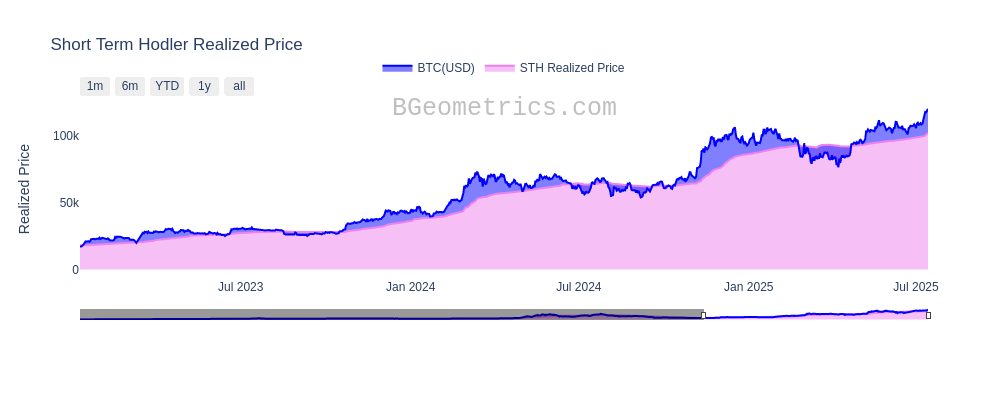 Short Term Hodler Realized Price
BTC(USD) STH Realized Price
1m 6m YTD 1y all
BGeometrics.com
Realized Price
100k
50k
0
Jul 2023 Jan 2024 Jul 2024 Jan 2025 Jul 2025